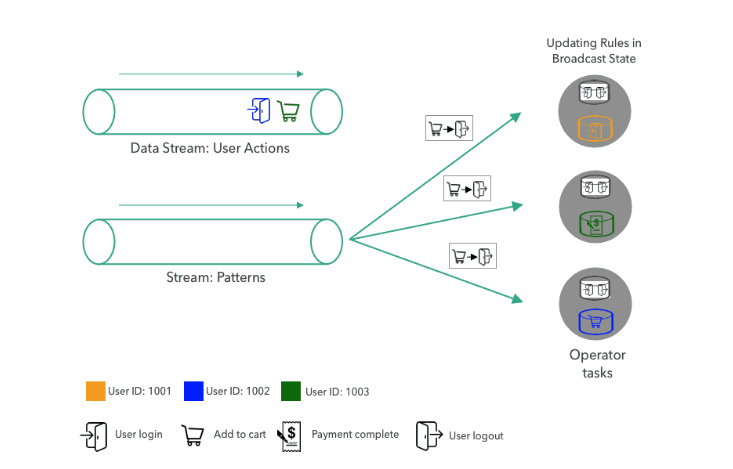 Updating Rules in
Broadcast State
Data Stream: User Actions
Stream: Patterns
Operator
tasks
User ID: 1001
User ID: 1002
User ID: 1003
User login
Add to cart
$
Payment complete
User logout